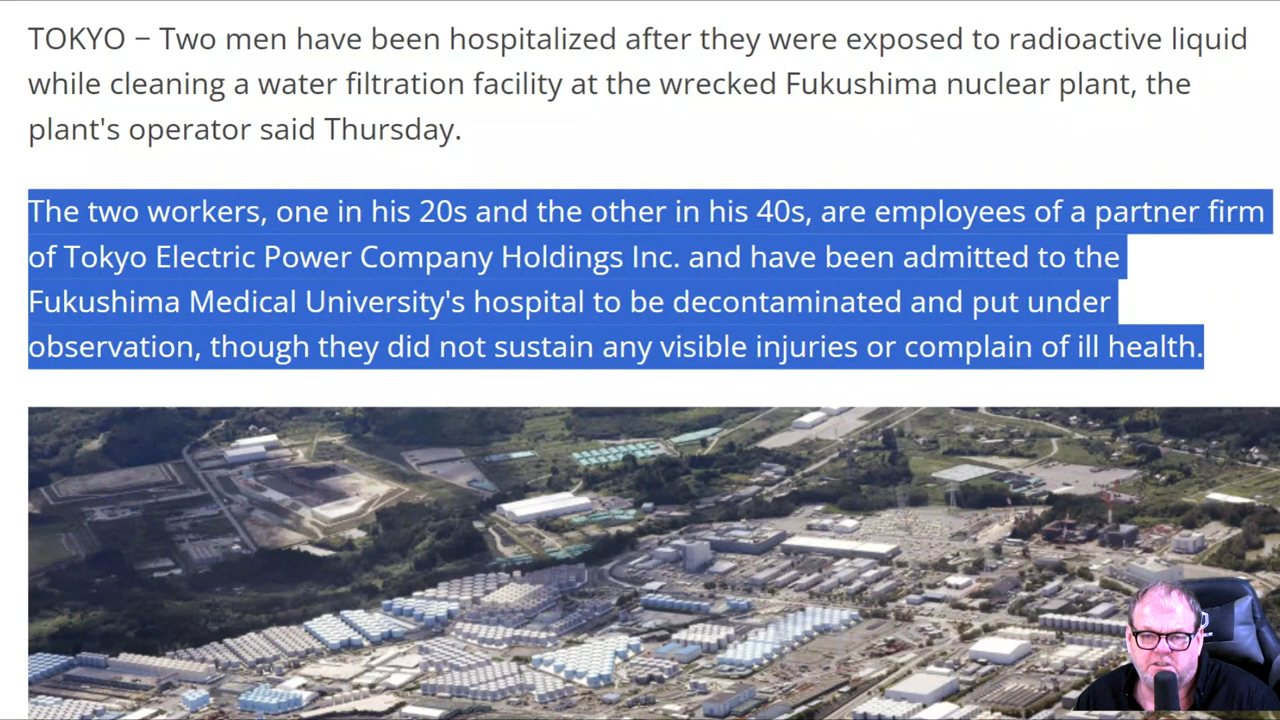 TOKYO − Two men have been hospitalized after they were exposed to radioactive liquid
while cleaning a water filtration facility at the wrecked Fukushima nuclear plant, the
plant's operator said Thursday.
The two workers, one in his 20s and the other in his 40s, are employees of a partner firm
of Tokyo Electric Power Company Holdings Inc. and have been admitted to the
Fukushima Medical University's hospital to be decontaminated and put under
observation, though they did not sustain any visible injuries or complain of ill health.